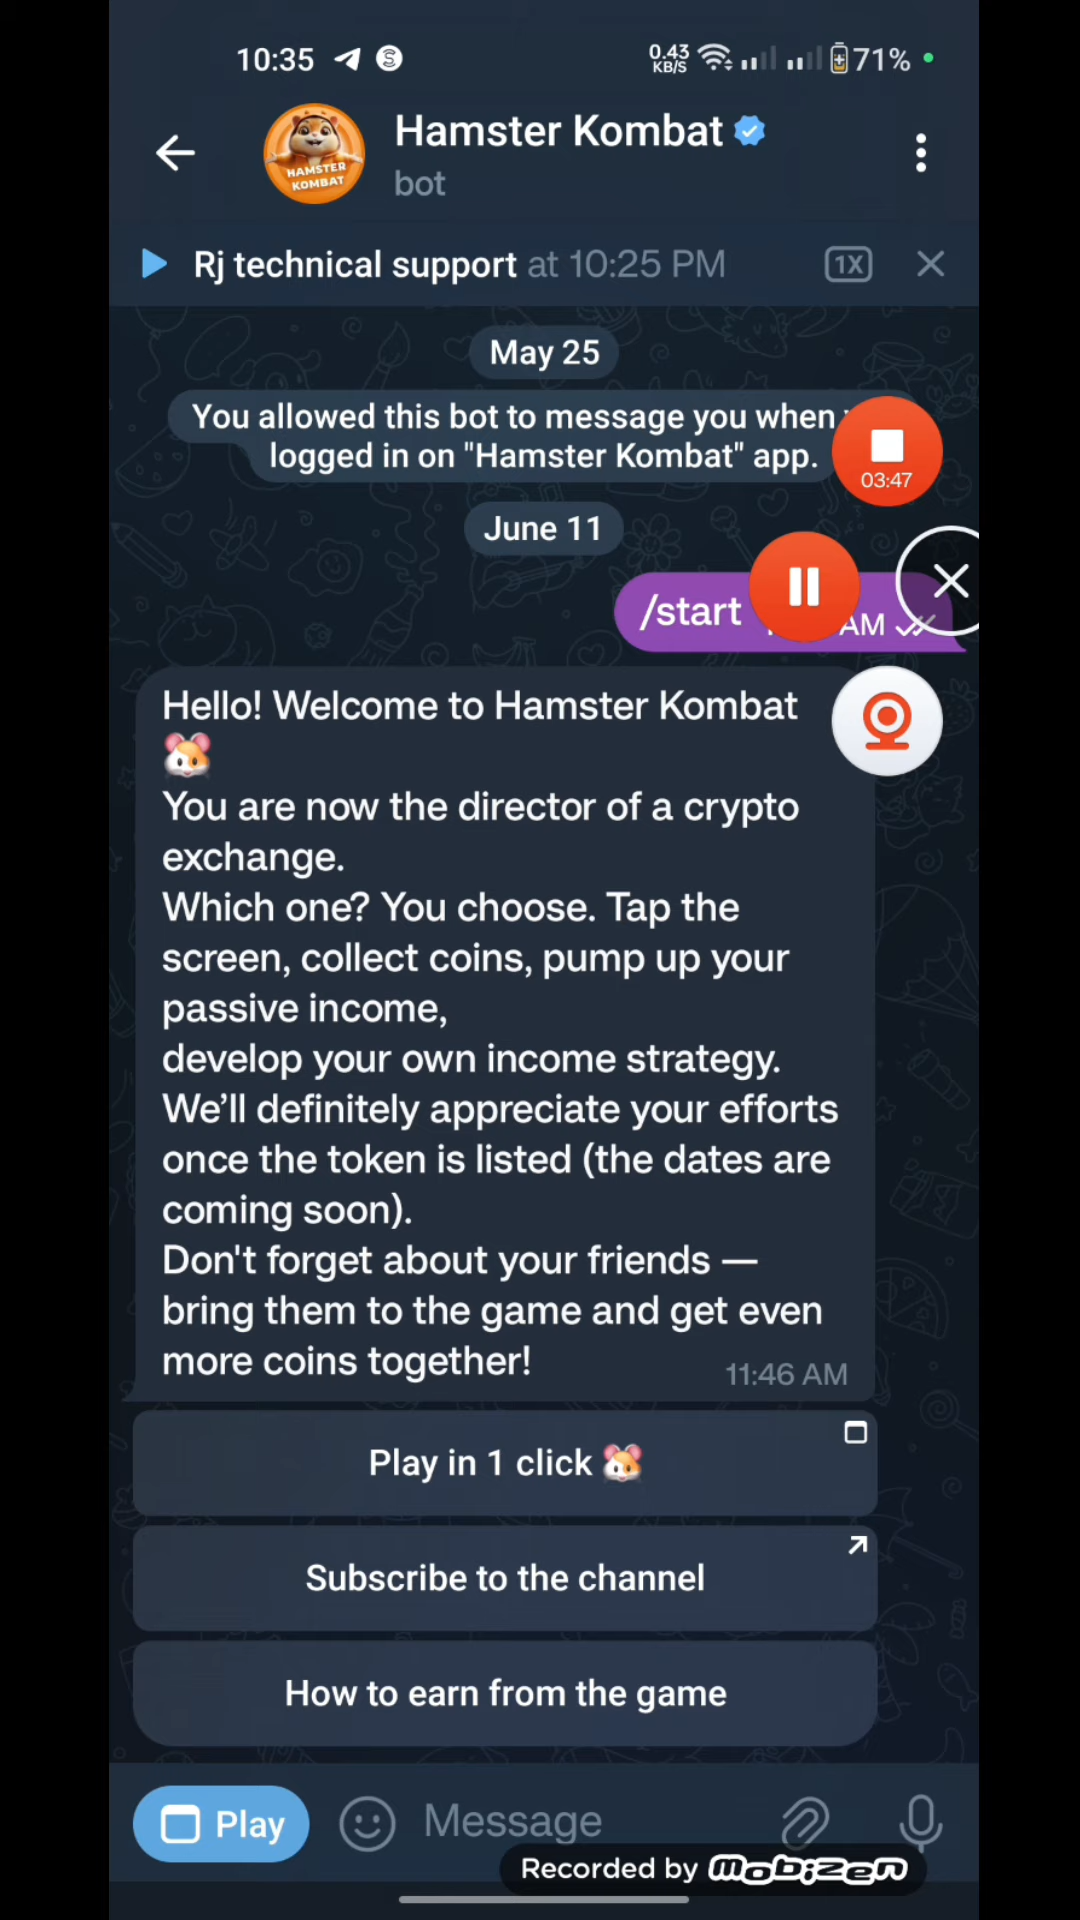 10:35
0.43 KB/S
71%
HAMSTER KOMBAT
Hamster Kombat
bot
Rj technical support at 10:25 PM
1X
May 25
You allowed this bot to message you when
logged in on "Hamster Kombat" app.
03:47
June 11
/start
AM
Hello! Welcome to Hamster Kombat
You are now the director of a crypto
exchange.
Which one? You choose. Tap the
screen, collect coins, pump up your
passive income,
develop your own income strategy.
We’ll definitely appreciate your efforts
once the token is listed (the dates are
coming soon).
Don't forget about your friends —
bring them to the game and get even
more coins together!
11:46 AM
Play in 1 click
Subscribe to the channel
How to earn from the game
Play
Message
Recorded by mobizen